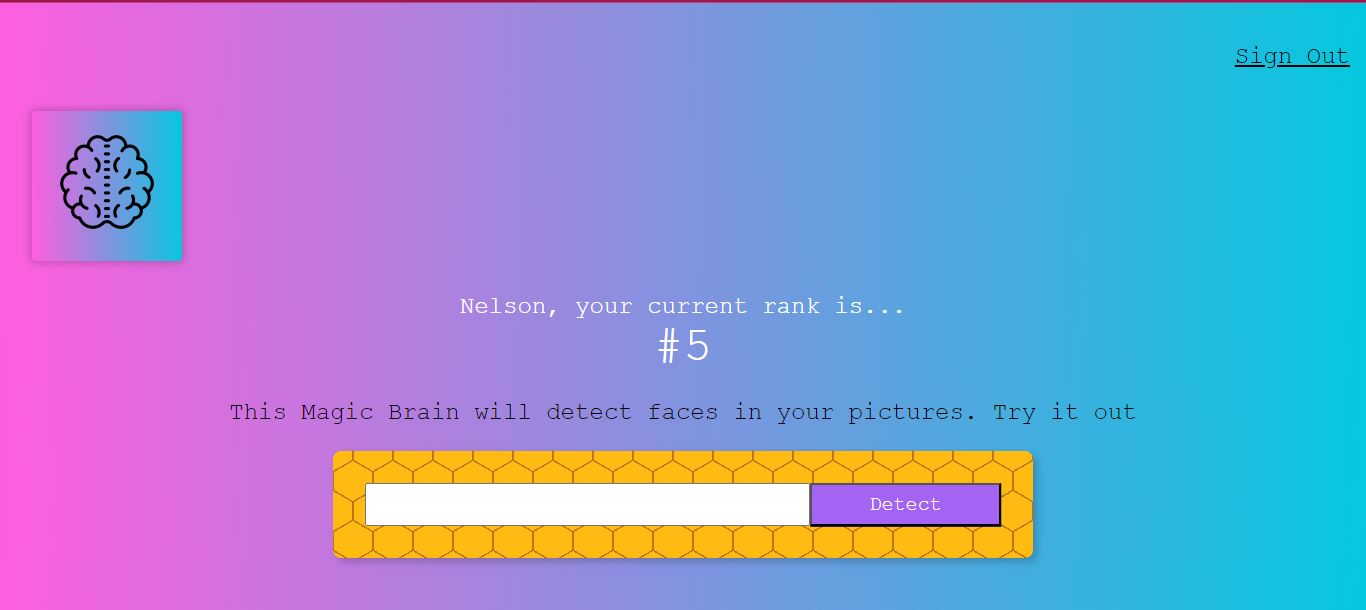 Sign Out
Nelson, your current rank is...
#5
This Magic Brain will detect faces in your pictures. Try it out
Detect